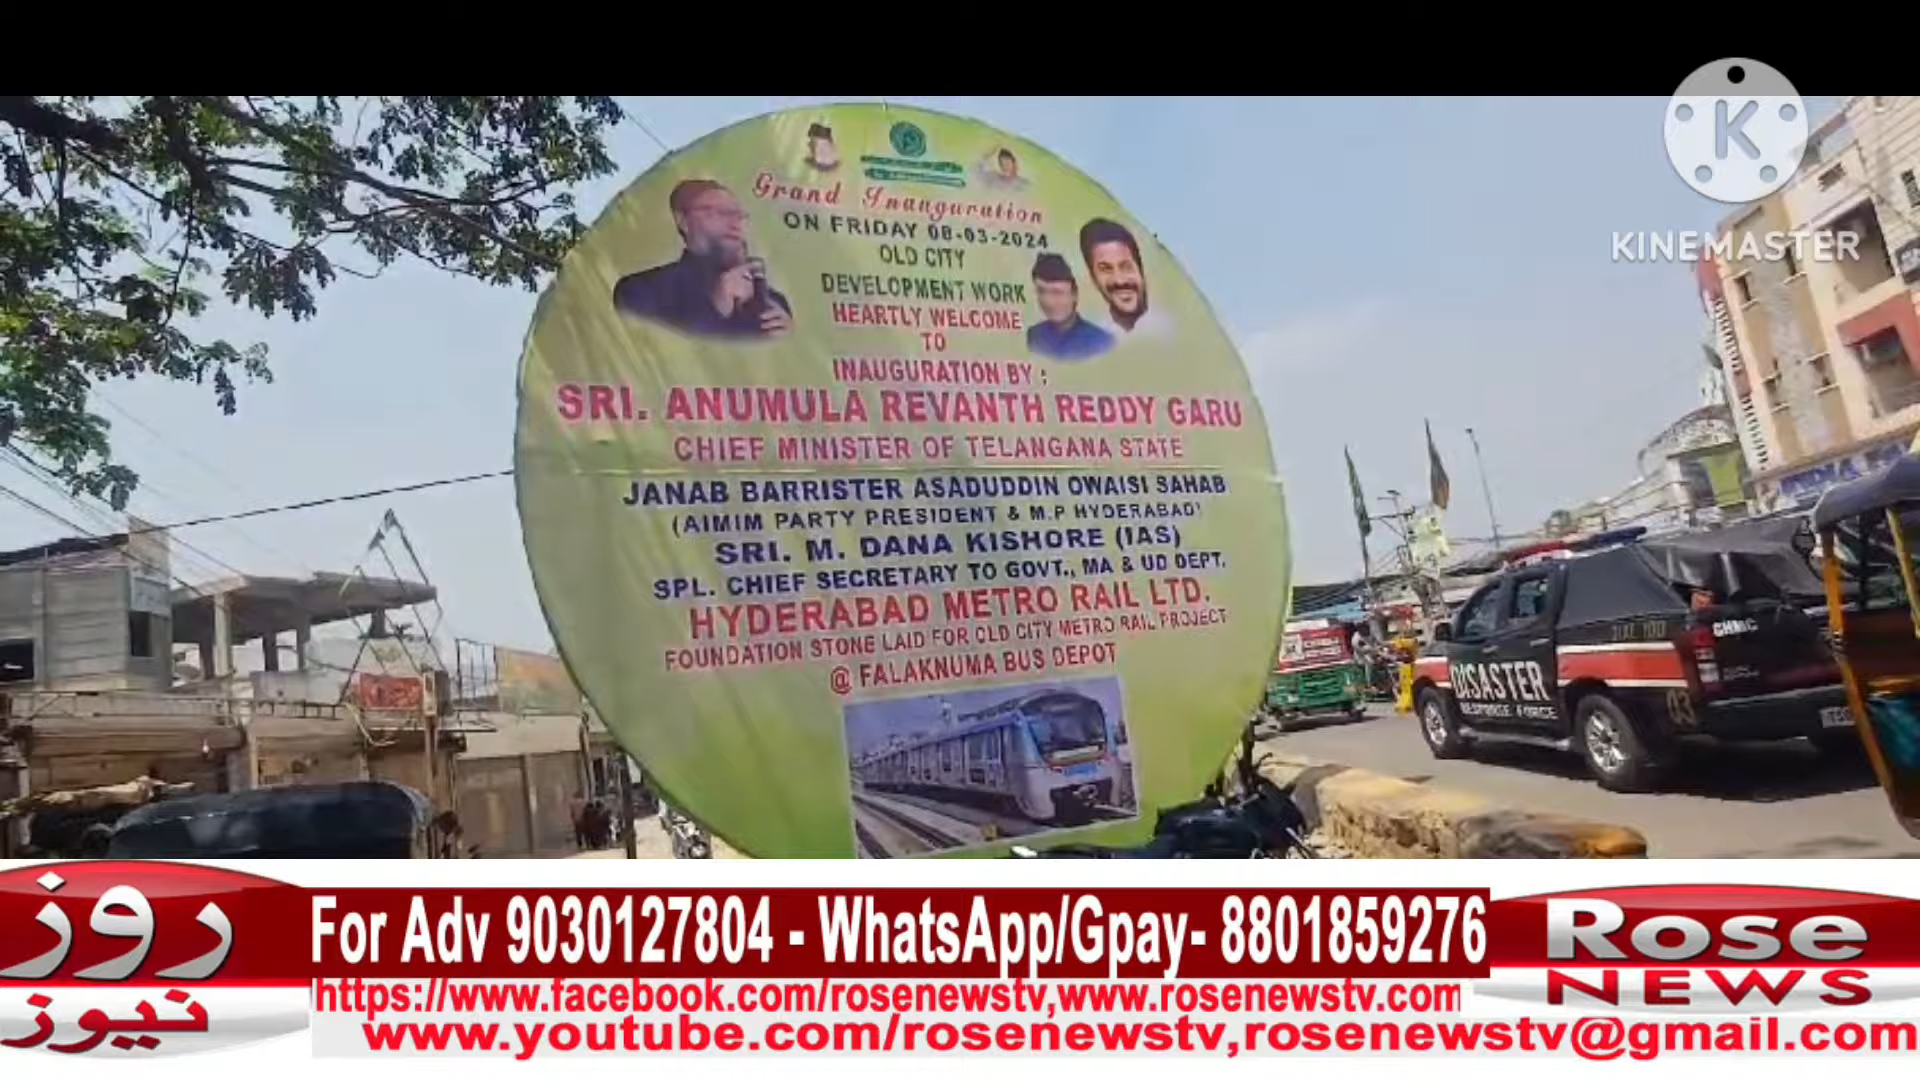 KINEMASTER
Grand Inauguration
ON FRIDAY 08-03-2024
OLD CITY
DEVELOPMENT WORK
HEARTLY WELCOME
TO
INAUGURATION BY :
SRI. ANUMULA REVANTH REDDY GARU
CHIEF MINISTER OF TELANGANA STATE
JANAB BARRISTER ASADUDDIN OWAISI SAHAB
(AIMIM PARTY PRESIDENT & M.P HYDERABAD)
SRI. M. DANA KISHORE (IAS)
SPL. CHIEF SECRETARY TO GOVT., MA & UD DEPT.
HYDERABAD METRO RAIL LTD.
FOUNDATION STONE LAID FOR OLD CITY METRO RAIL PROJECT
@ FALAKNUMA BUS DEPOT
DIAL 100
GHMC
DISASTER
RESPONSE FORCE
03
روز
نیوز
For Adv 9030127804 - WhatsApp/Gpay- 8801859276
https://www.facebook.com/rosenewstv,www.rosenewstv.com
www.youtube.com/rosenewstv,rosenewstv@gmail.com
Rose
NEWS